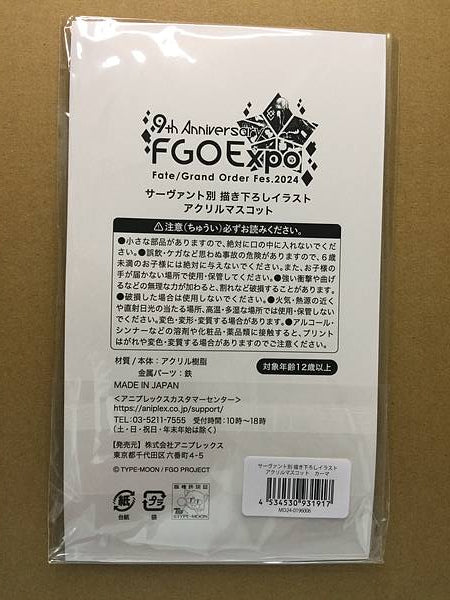 9th Anniversary
FGO Expo
Fate/Grand Order Fes.2024
サーヴァント別 描き下ろしイラスト
アクリルマスコット
⚠注意(ちゅうい)必ずお読みください。
●小さな部品がありますので、絶対に口の中に入れないでくだ
さい。●誤飲・ケガなど思わぬ事故の危険がありますので、6歳
未満のお子様には絶対に与えないでください。また、お子様の
手が届かない場所で使用・保管してください。●強い衝撃や曲げ
るなどの無理な力が加わると、割れなど破損することがあります。
●破損した場合は使用しないでください。●火気・熱源の近く
や直射日光の当たる場所、高温・多湿な場所では使用・保管しない
でください。変色・変形・変質する場合があります。●アルコール・
シンナーなどの溶剤や化粧品・薬品類に接触すると、プリント
はがれや変色・変質する場合がありますのでご注意ください。
材質/本体:アクリル樹脂
金属パーツ:鉄
対象年齢12歳以上
MADE IN JAPAN
<アニプレックスカスタマーセンター>
https://aniplex.co.jp/support/
TEL:03-5211-7555 受付時間:10時〜18時
(土・日・祝日・年末年始は除く)
【発売元】株式会社アニプレックス
東京都千代田区六番町4-5
© TYPE-MOON / FGO PROJECT
紙
台紙
プラ
袋
版権許諾証
©TYPE-MOON
サーヴァント別 描き下ろしイラスト
アクリルマスコット カーマ
4 534530 931917
MD24-0196006